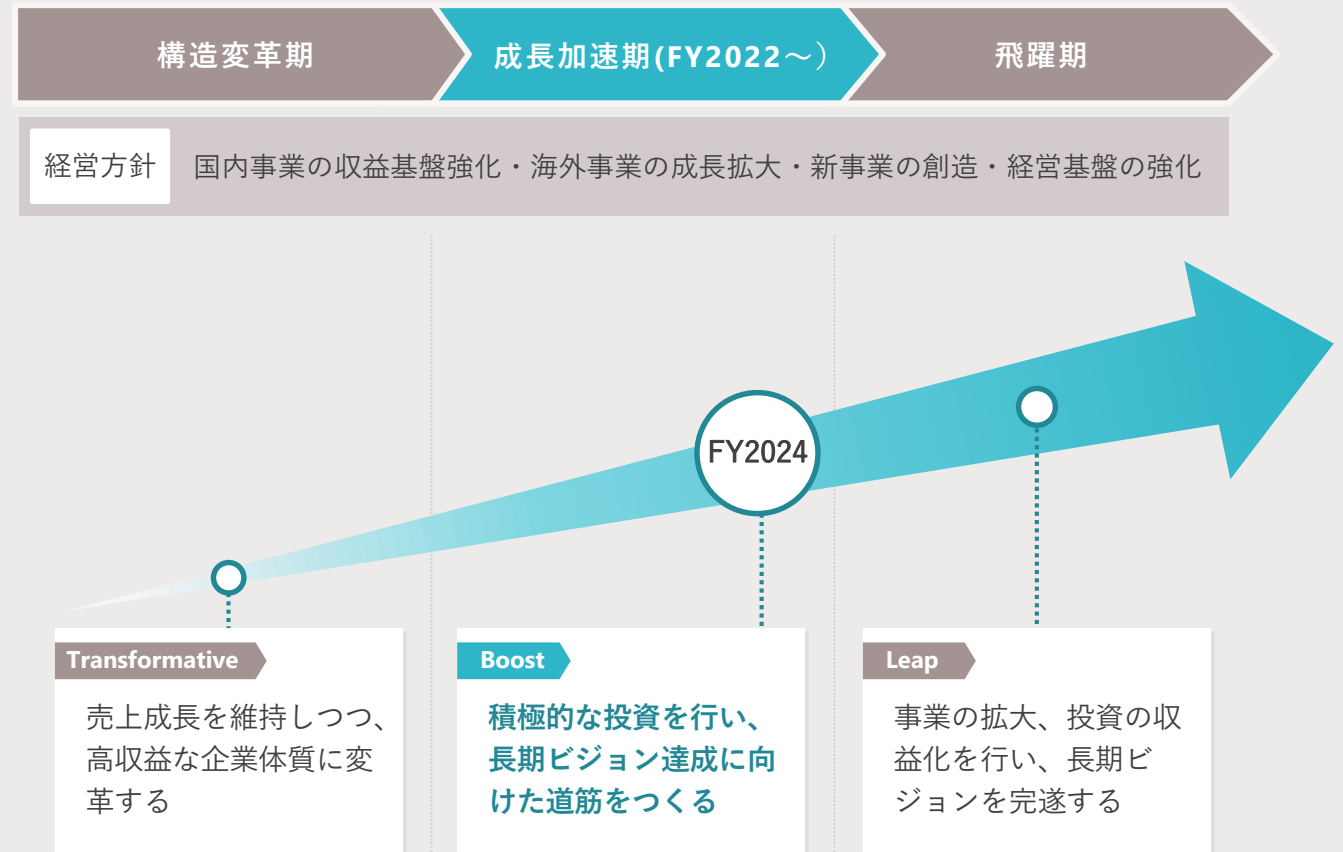 構造変革期
成長加速期(FY2022～)
飛躍期
経営方針
国内事業の収益基盤強化・海外事業の成長拡大・新事業の創造・経営基盤の強化
FY2024
Transformative
売上成長を維持しつつ、
高収益な企業体質に変
革する
Boost
積極的な投資を行い、
長期ビジョン達成に向
けた道筋をつくる
Leap
事業の拡大、投資の収
益化を行い、長期ビ
ジョンを完遂する